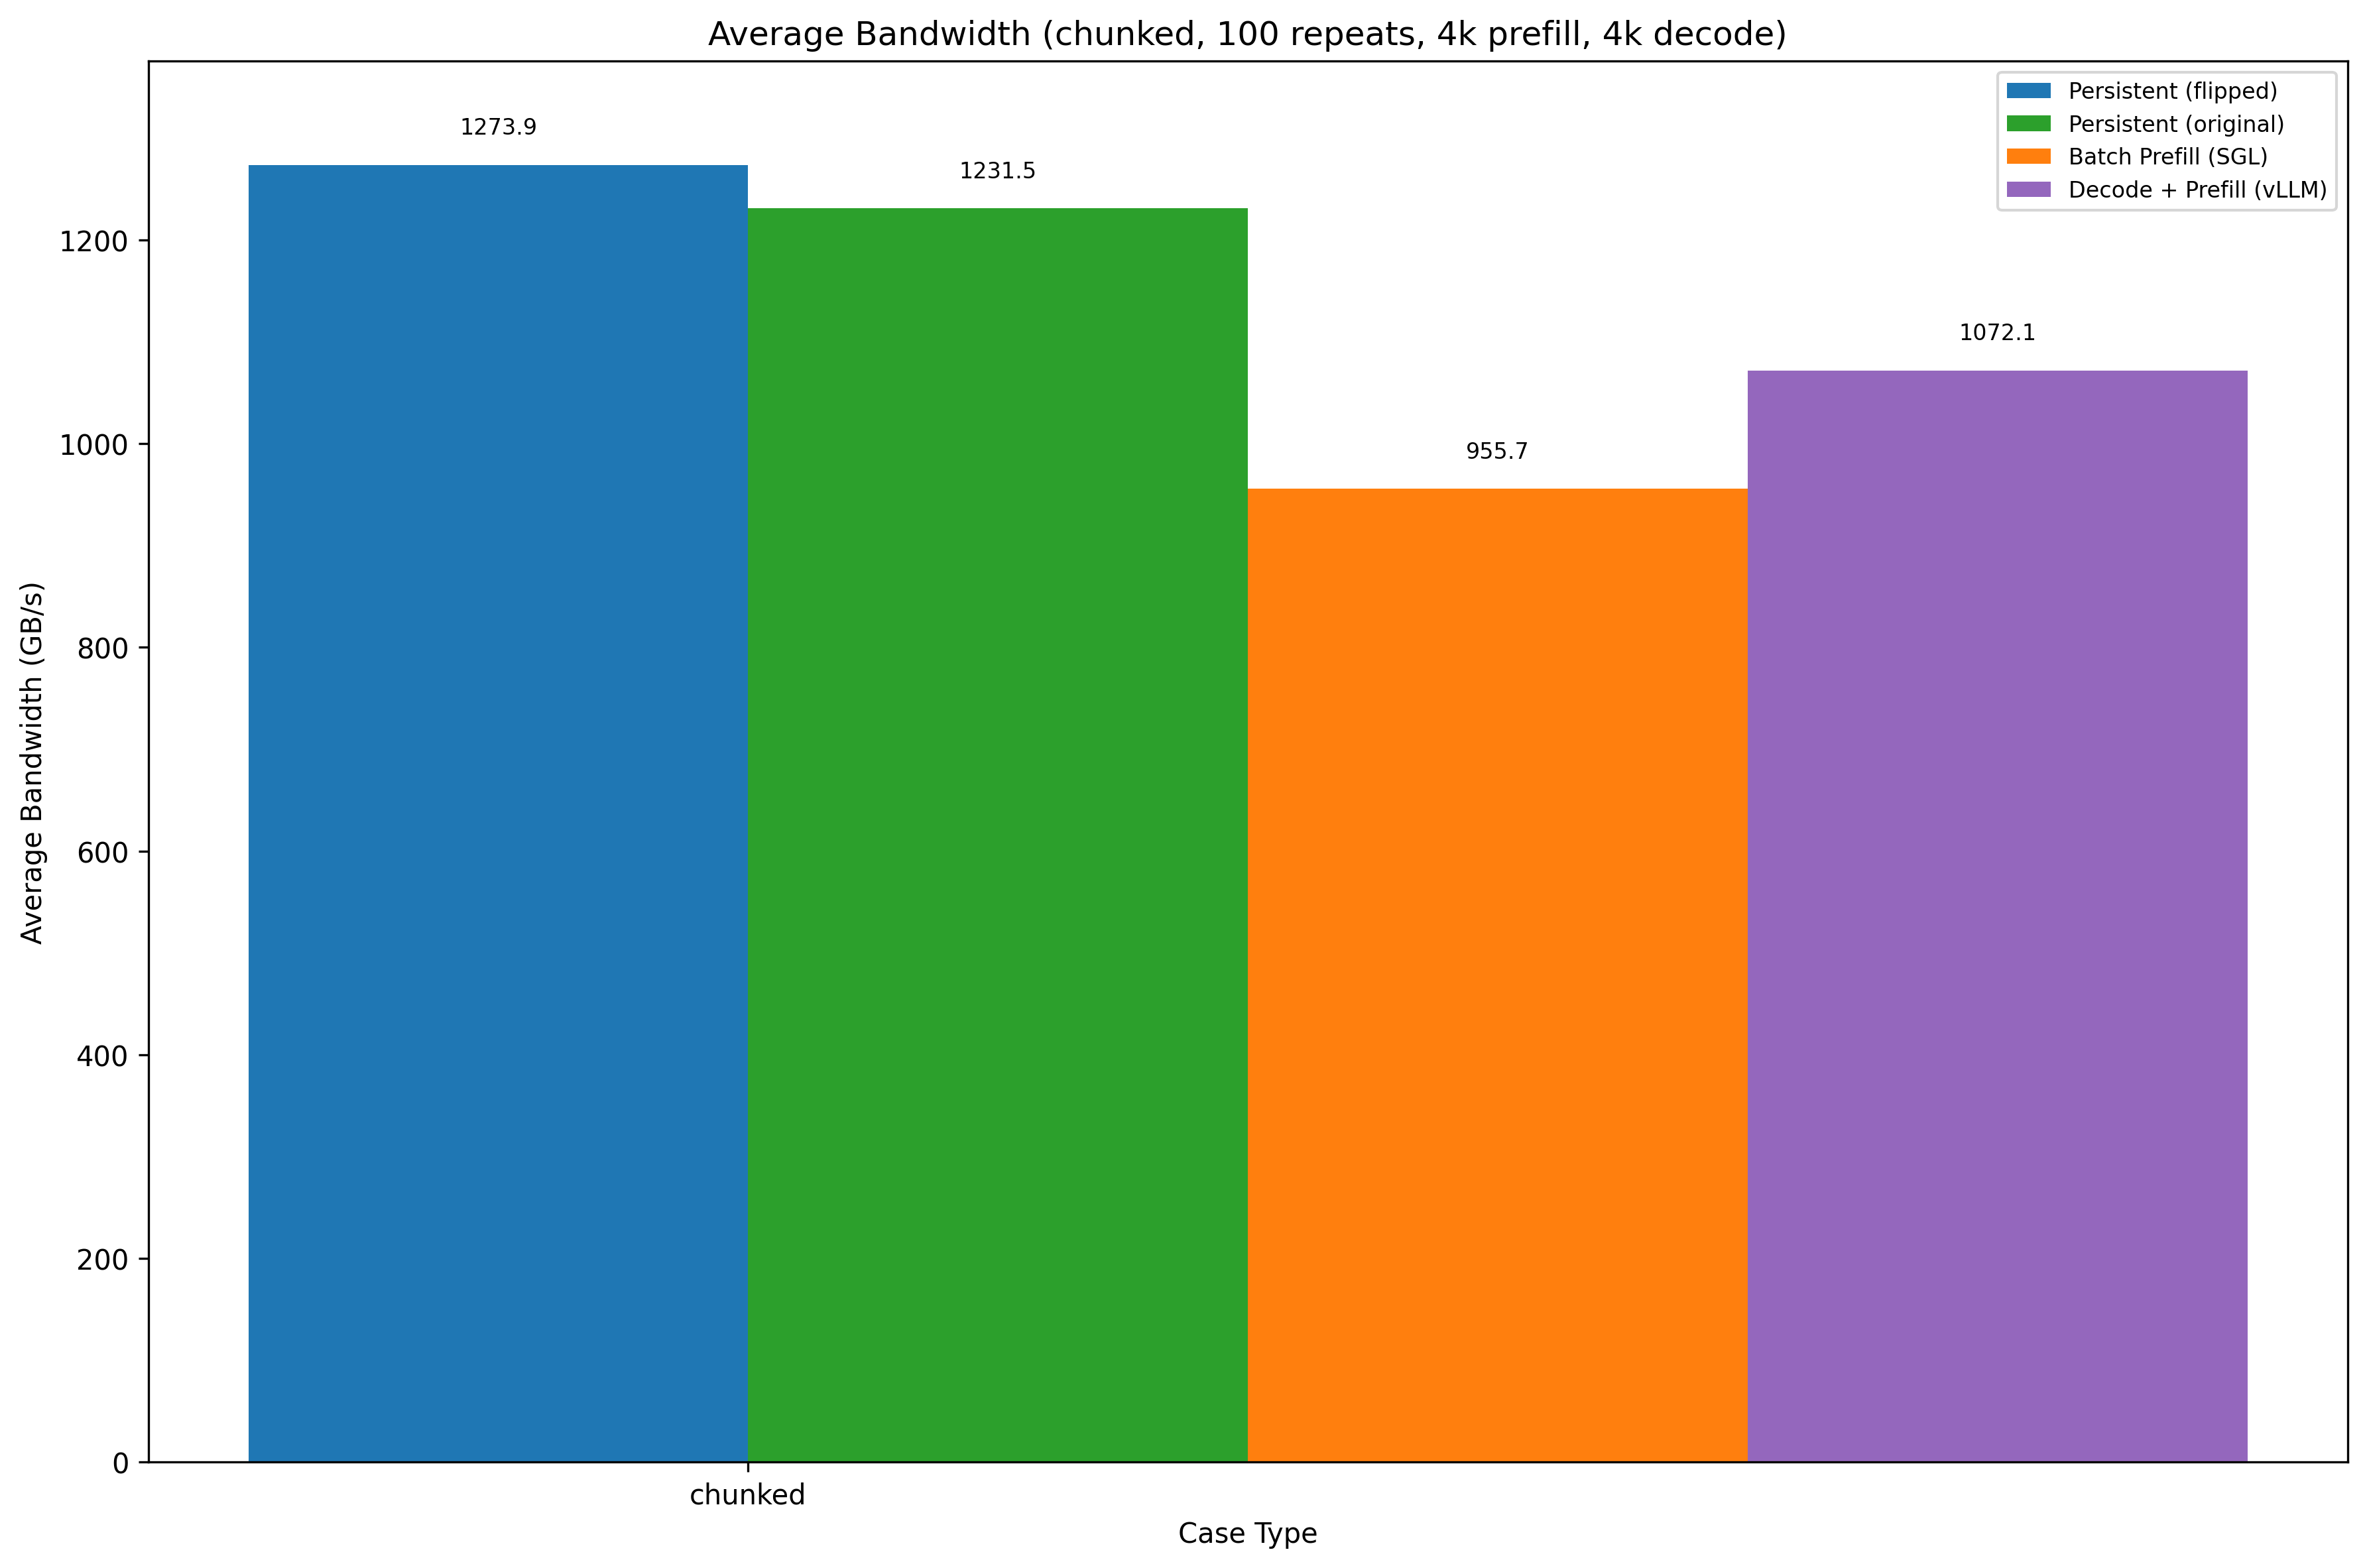 Average Bandwidth (chunked, 100 repeats, 4k prefill, 4k decode)
Persistent (flipped)
Persistent (original)
Batch Prefill (SGL)
Decode + Prefill (vLLM)
1273.9
1231.5
955.7
1072.1
Average Bandwidth (GB/s)
1200
1000
800
600
400
200
0
chunked
Case Type